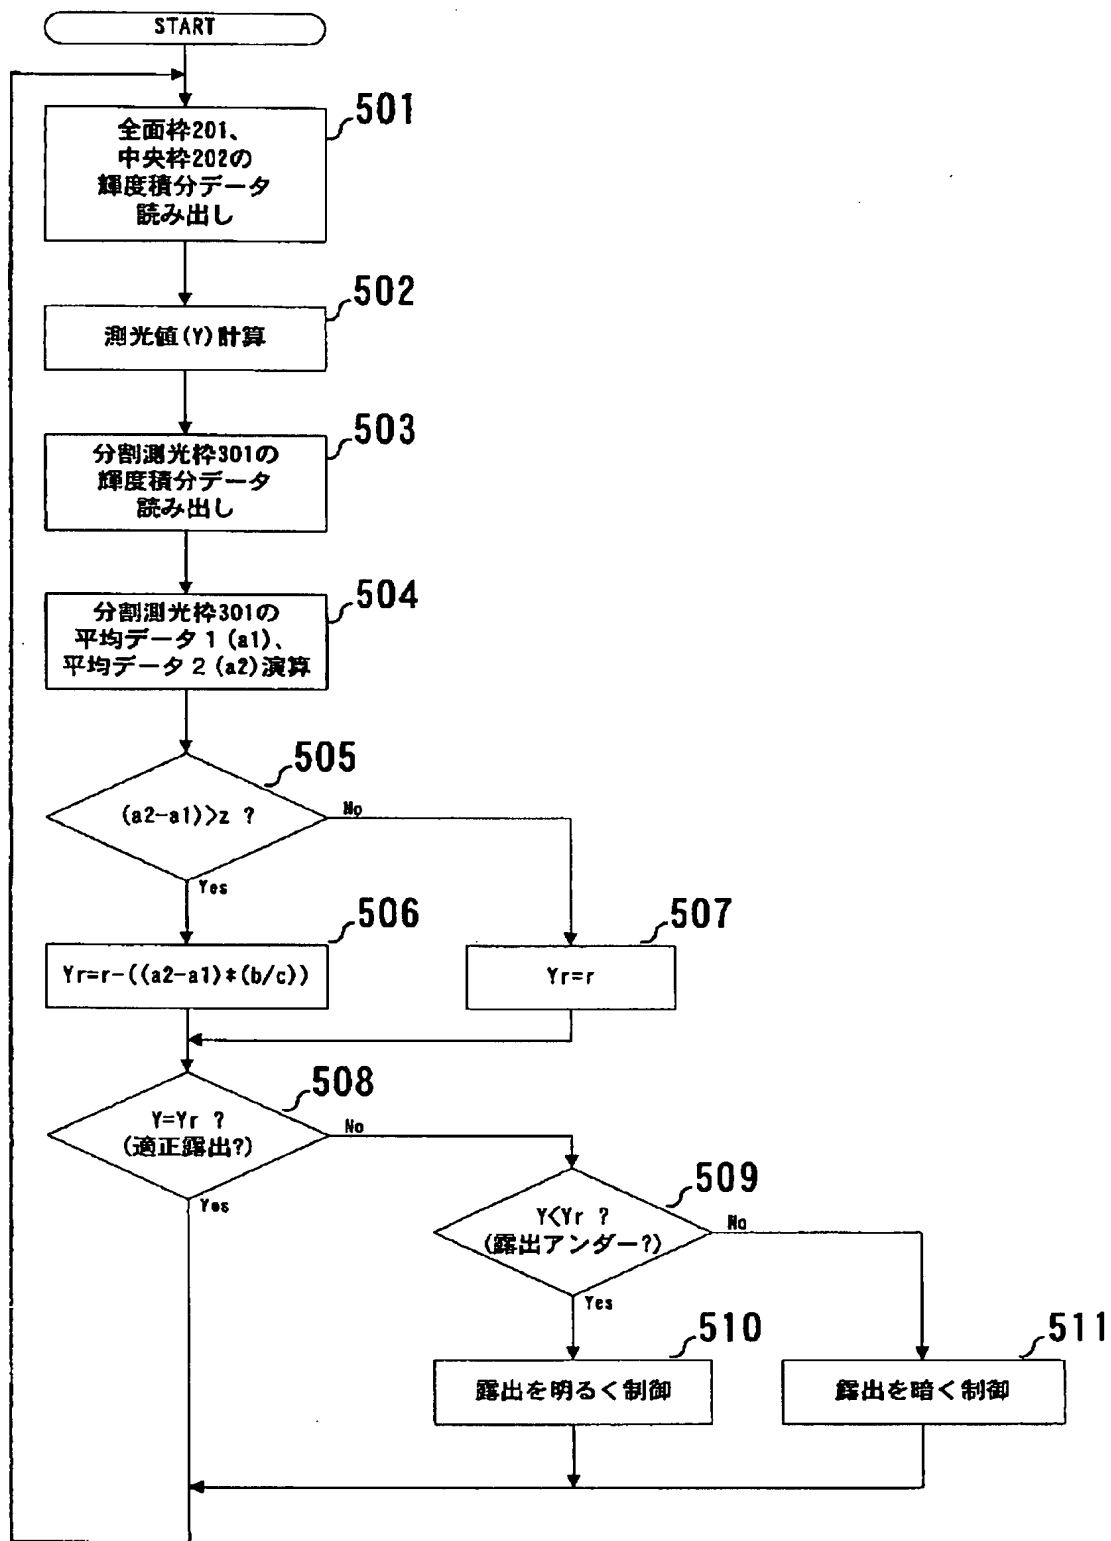 START
501
全面枠201、
中央枠202の
輝度積分データ
読み出し
502
測光値(Y)計算
503
分割測光枠301の
輝度積分データ
読み出し
504
分割測光枠301の
平均データ1(a1)、
平均データ2(a2)演算
505
(a2-a1)>z ?
No
Yes
506
Yr=r-((a2-a1)*(b/c))
507
Yr=r
508
Y=Yr ?
(適正露出?)
No
Yes
509
Y<Yr ?
(露出アンダー?)
No
Yes
510
露出を明るく制御
511
露出を暗く制御